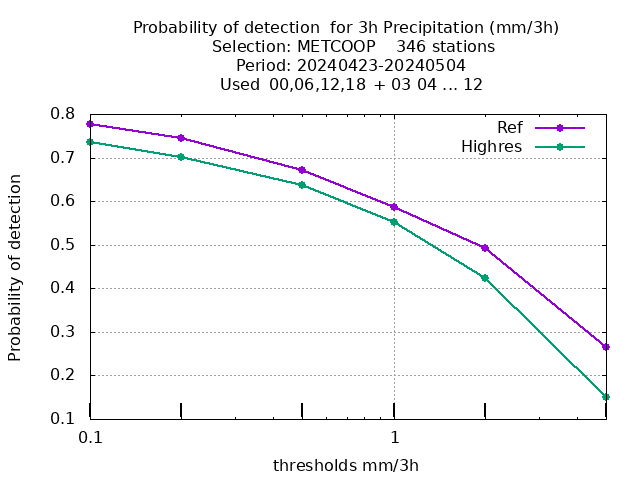 Probability of detection  for 3h Precipitation (mm/3h)
Selection: METCOOP    346 stations
Period: 20240423-20240504
Used  00,06,12,18  + 03 04 ... 12
Ref
Highres
0.8
0.7
0.6
0.5
0.4
0.3
0.2
0.1
Probability of detection
0.1
1
thresholds mm/3h